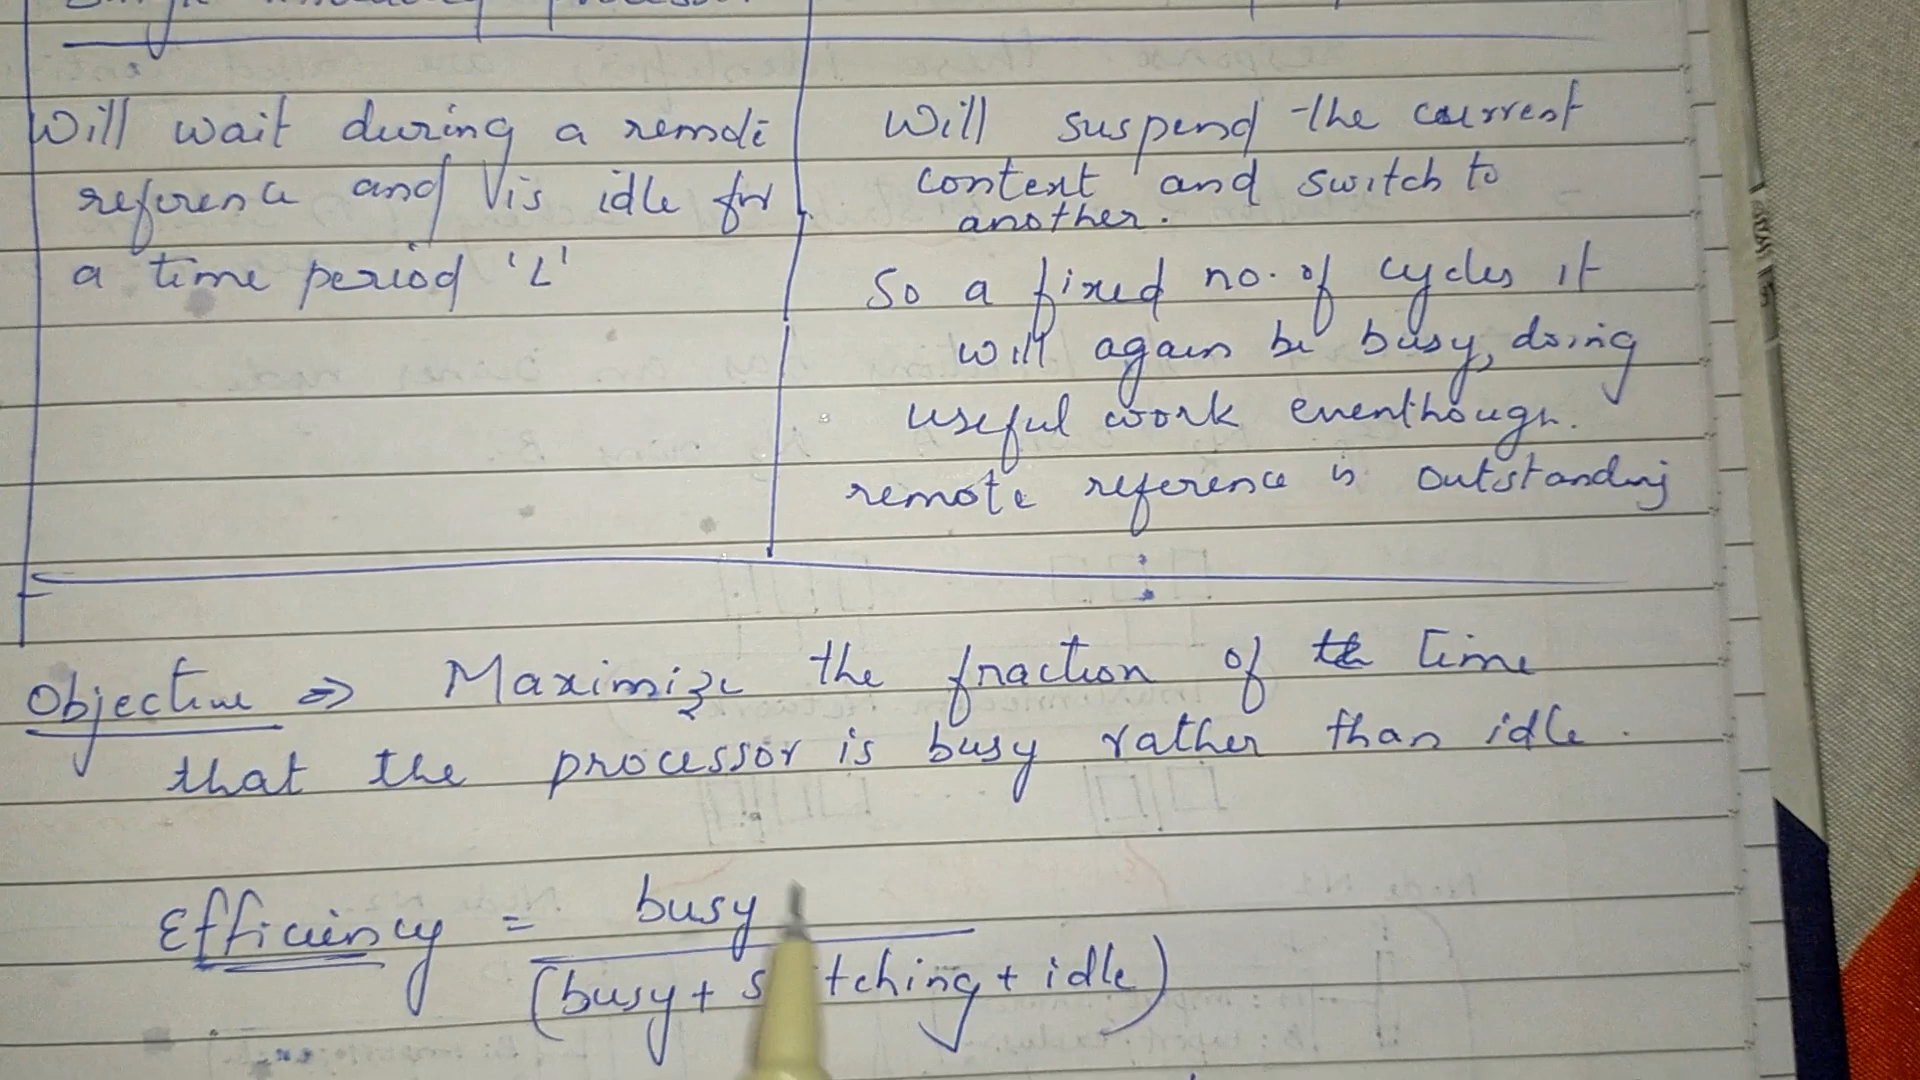 Will wait during a remote
reference and is idle for
a time period 'L'
Will suspend the current
context and switch to
another.
So a fixed no. of cycles it
will again be busy, doing
useful work eventhough.
remote reference is outstanding
Objective ⇒ Maximize the fraction of time
that the processor is busy rather than idle.
Efficiency = busy
(busy + switching + idle)